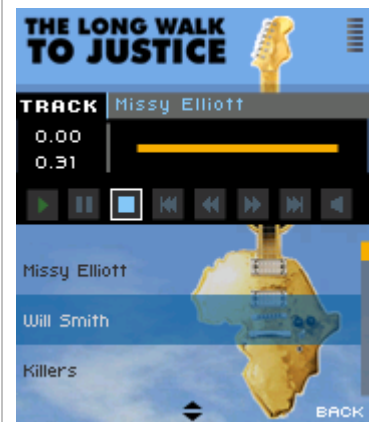 THE LONG WALK
TO JUSTICE
TRACK Missy Elliott
0.00
0.31
Missy Elliott
Will Smith
Killers
BACK